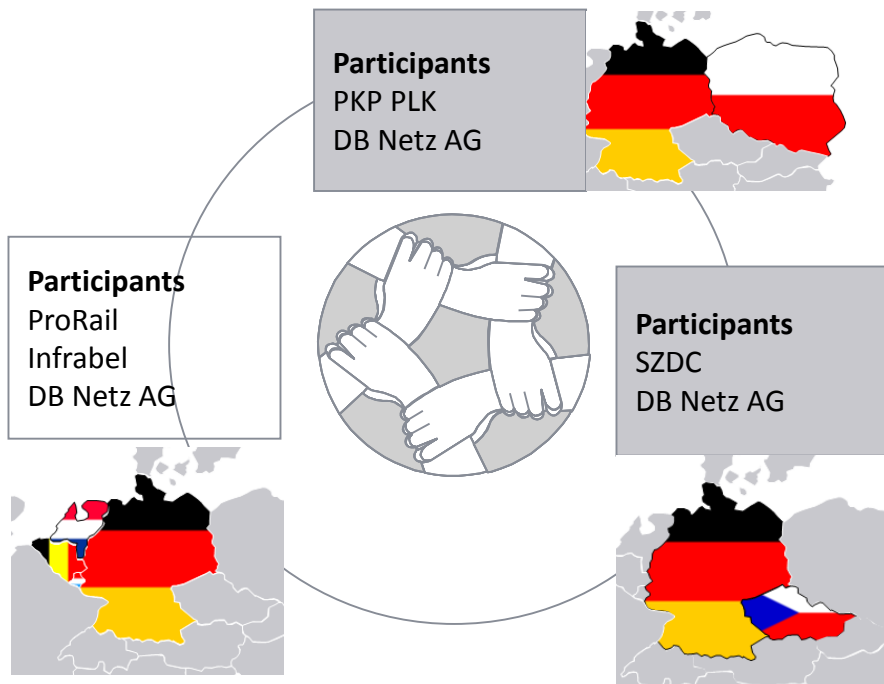 Participants
PKP PLK
DB Netz AG
Participants
ProRail
Infrabel
DB Netz AG
Participants
SZDC
DB Netz AG